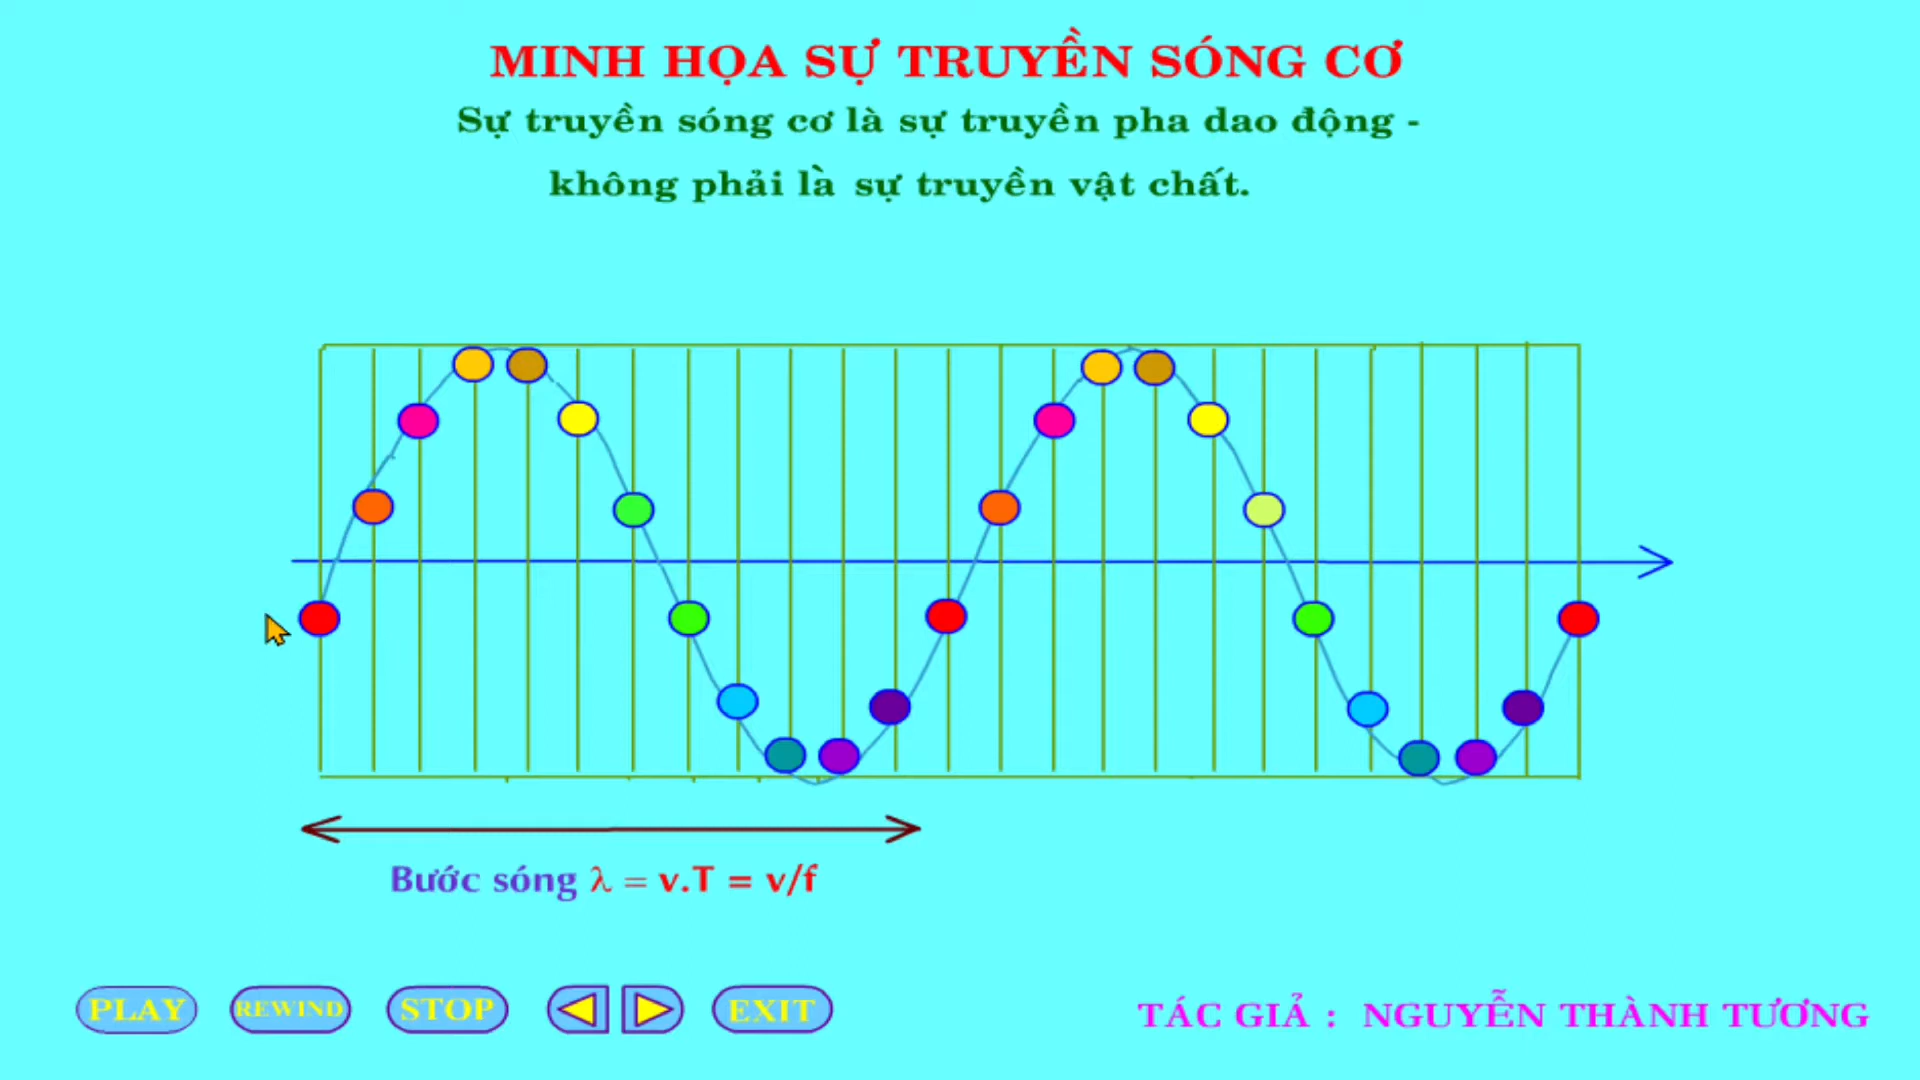 MINH HỌA SỰ TRUYỀN SÓNG CƠ
Sự truyền sóng cơ là sự truyền pha dao động -
không phải là sự truyền vật chất.
Bước sóng λ = v.T = v/f
PLAY REWIND STOP EXIT
TÁC GIẢ : NGUYỄN THÀNH TƯƠNG